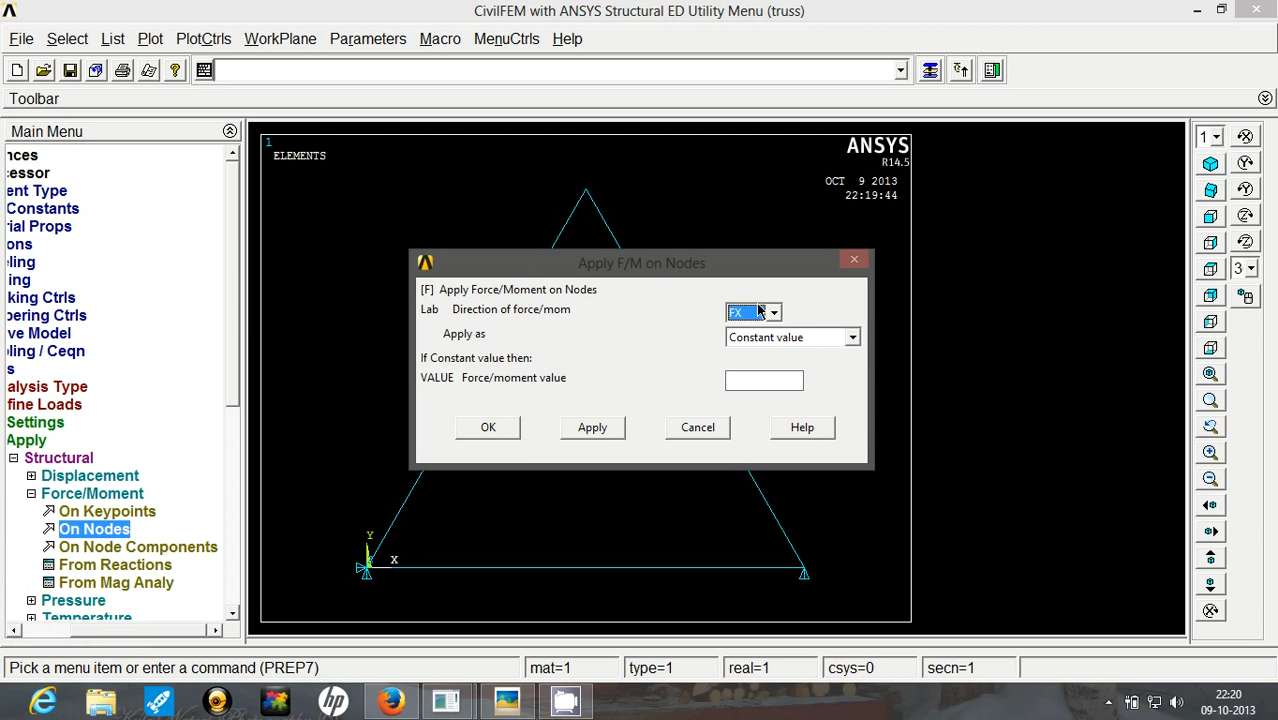 CivilFEM with ANSYS Structural ED Utility Menu (truss)
File Select List Plot PlotCtrls WorkPlane Parameters Macro MenuCtrls Help
Toolbar
Main Menu
nces
cessor
ent Type
Constants
rial Props
ions
eling
ing
king Ctrls
bering Ctrls
ve Model
pling / Ceqn
s
alysis Type
fine Loads
Settings
Apply
Structural
Displacement
Force/Moment
On Keypoints
On Nodes
On Node Components
From Reactions
From Mag Analy
Pressure
Temperature
1
ELEMENTS
ANSYS
R14.5
OCT 9 2013
22:19:44
Apply F/M on Nodes
[F] Apply Force/Moment on Nodes
Lab Direction of force/mom FX
Apply as Constant value
If Constant value then:
VALUE Force/moment value
OK Apply Cancel Help
Y
X
1
3
Pick a menu item or enter a command (PREP7) mat=1 type=1 real=1 csys=0 secn=1
22:20
09-10-2013